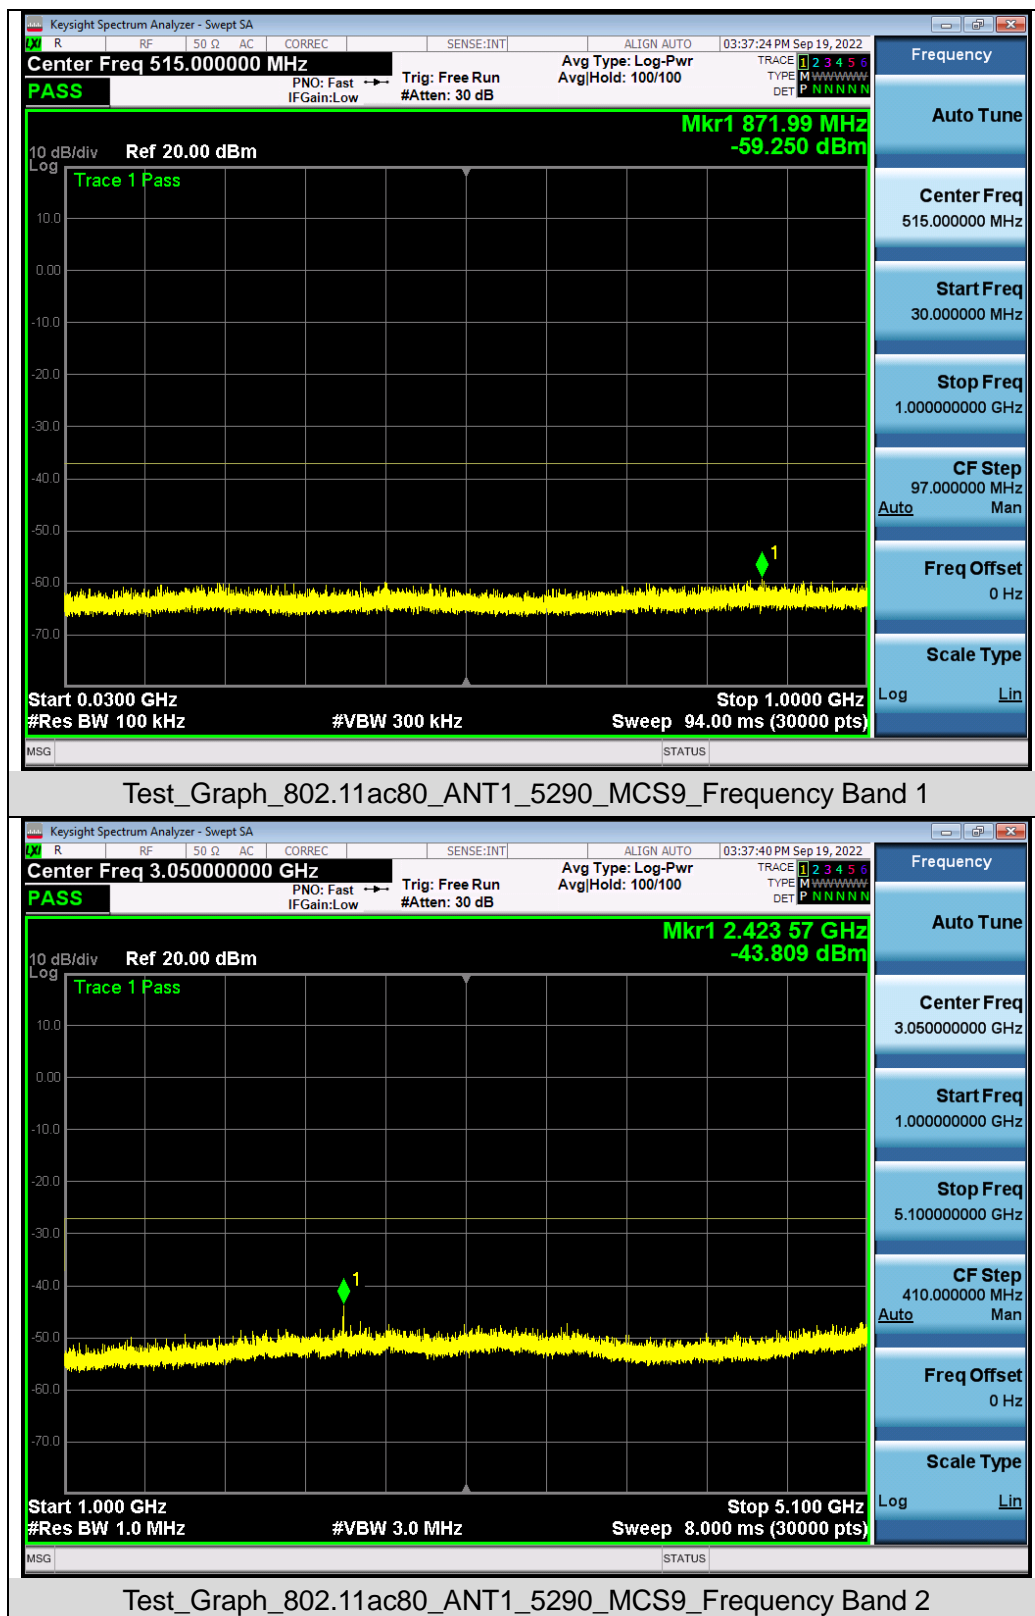 Keysight Spectrum Analyzer - Swept SA
LXI R RF 50 Ω AC CORREC SENSE:INT ALIGN AUTO 03:37:24 PM Sep 19, 2022
Center Freq 515.000000 MHz
PASS
PNO: Fast
IFGain:Low
Trig: Free Run
#Atten: 30 dB
Avg Type: Log-Pwr
Avg|Hold: 100/100
TRACE 1 2 3 4 5 6
TYPE M WWWWW
DET P N N N N N
Mkr1 871.99 MHz
-59.250 dBm
10 dB/div Ref 20.00 dBm
Log
Trace 1 Pass
10.0
0.00
-10.0
-20.0
-30.0
-40.0
-50.0
-60.0
-70.0
1
Start 0.0300 GHz Stop 1.0000 GHz
#Res BW 100 kHz #VBW 300 kHz Sweep 94.00 ms (30000 pts)
MSG STATUS
Frequency
Auto Tune
Center Freq
515.000000 MHz
Start Freq
30.000000 MHz
Stop Freq
1.000000000 GHz
CF Step
97.000000 MHz
Auto Man
Freq Offset
0 Hz
Scale Type
Log Lin
Test_Graph_802.11ac80_ANT1_5290_MCS9_Frequency Band 1
Keysight Spectrum Analyzer - Swept SA
LXI R RF 50 Ω AC CORREC SENSE:INT ALIGN AUTO 03:37:40 PM Sep 19, 2022
Center Freq 3.050000000 GHz
PASS
PNO: Fast
IFGain:Low
Trig: Free Run
#Atten: 30 dB
Avg Type: Log-Pwr
Avg|Hold: 100/100
TRACE 1 2 3 4 5 6
TYPE M WWWWW
DET P N N N N N
Mkr1 2.423 57 GHz
-43.809 dBm
10 dB/div Ref 20.00 dBm
Log
Trace 1 Pass
10.0
0.00
-10.0
-20.0
-30.0
-40.0
-50.0
-60.0
-70.0
1
Start 1.000 GHz Stop 5.100 GHz
#Res BW 1.0 MHz #VBW 3.0 MHz Sweep 8.000 ms (30000 pts)
MSG STATUS
Frequency
Auto Tune
Center Freq
3.050000000 GHz
Start Freq
1.000000000 GHz
Stop Freq
5.100000000 GHz
CF Step
410.000000 MHz
Auto Man
Freq Offset
0 Hz
Scale Type
Log Lin
Test_Graph_802.11ac80_ANT1_5290_MCS9_Frequency Band 2